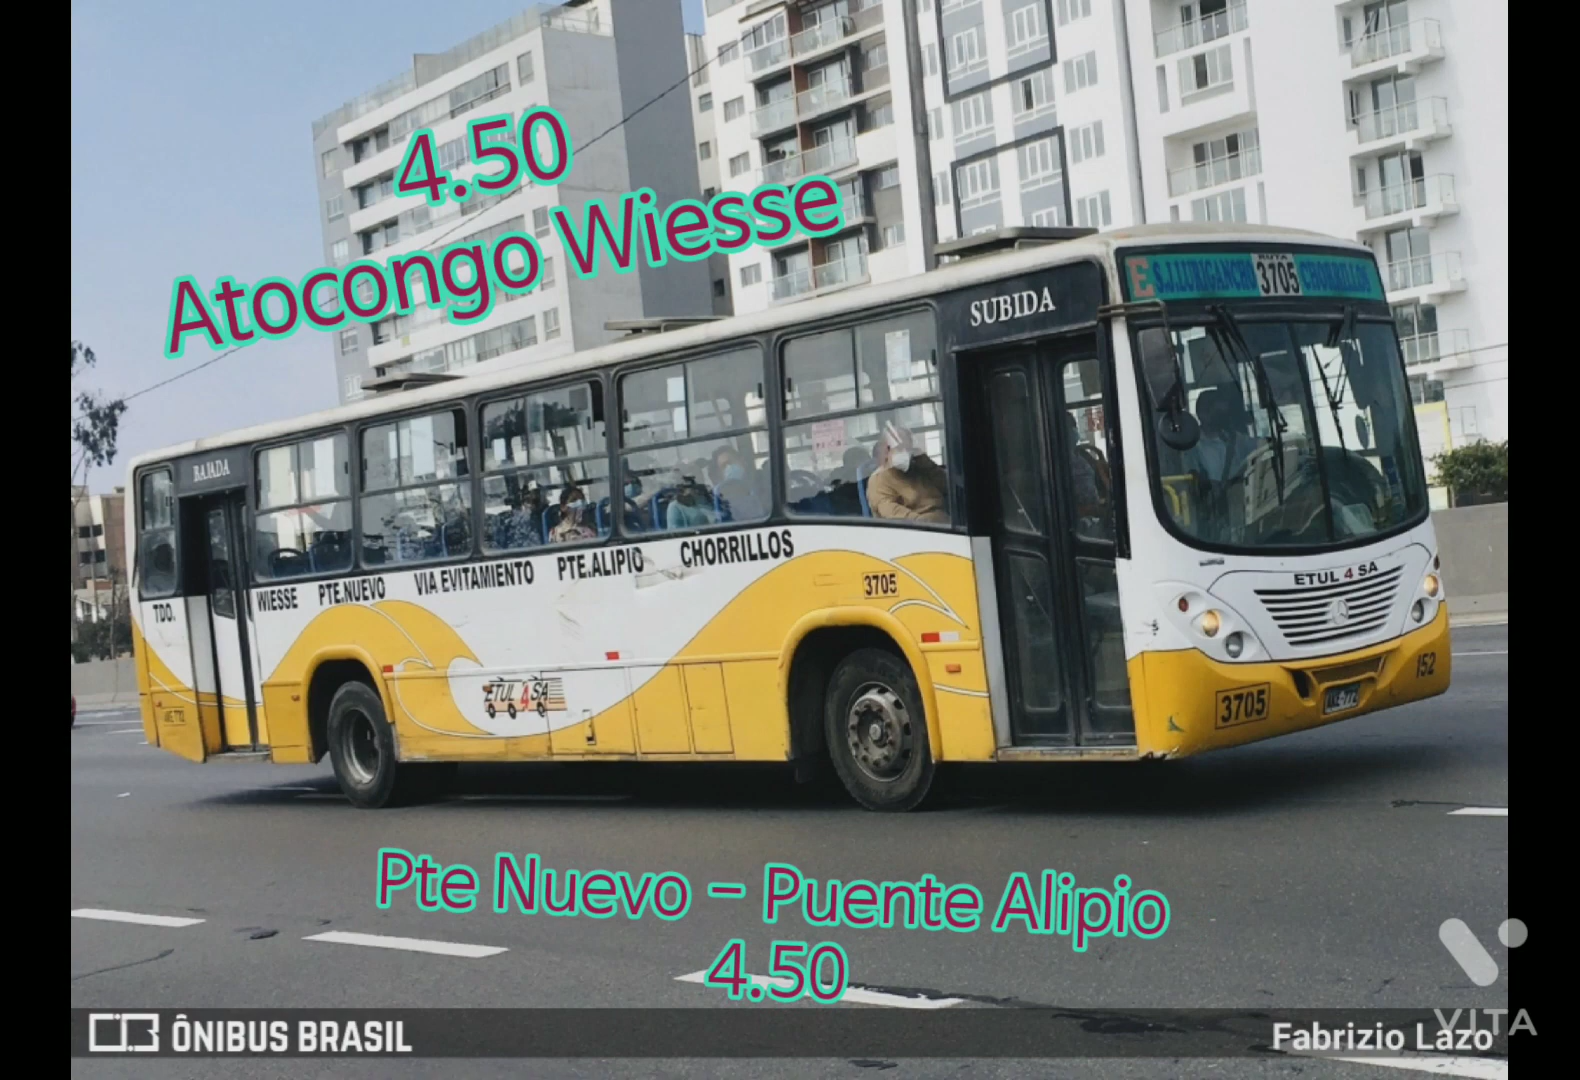 4.50
Atocongo Wiesse
E S.J.LURIGANCHO RUTA 3705 CHORRILLOS
SUBIDA
BAJADA
TDO. WIESSE PTE.NUEVO VIA EVITAMIENTO PTE.ALIPIO CHORRILLOS
3705
ETUL 4 SA
ETUL 4 SA
3705
152
AKE-772
Pte Nuevo - Puente Alipio
4.50
ÔNIBUS BRASIL
Fabrizio Lazo
VITA